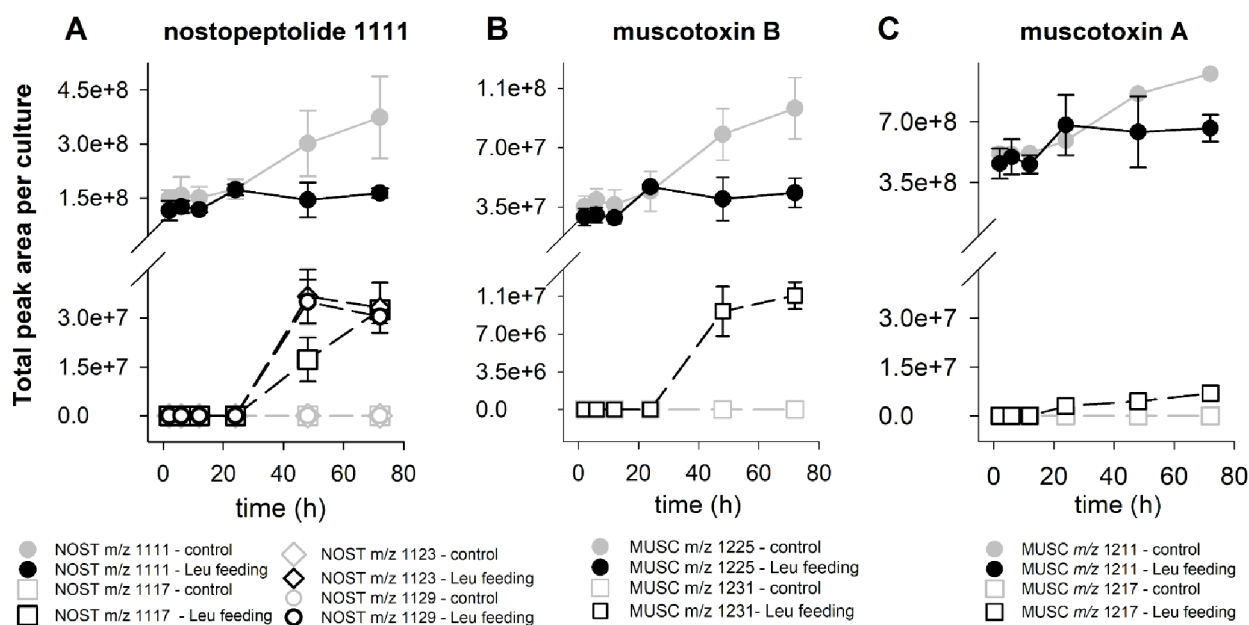 A nostopeptolide 1111
B muscotoxin B
C muscotoxin A
Total peak area per culture
4.5e+8
3.0e+8
1.5e+8
3.0e+7
1.5e+7
0.0
0 20 40 60 80
time (h)
1.1e+8
7.0e+7
3.5e+7
1.1e+7
7.0e+6
3.5e+6
0.0
0 20 40 60 80
time (h)
7.0e+8
3.5e+8
3.0e+7
1.5e+7
0.0
0 20 40 60 80
time (h)
NOST m/z 1111 - control
NOST m/z 1111 - Leu feeding
NOST m/z 1117 - control
NOST m/z 1117 - Leu feeding
NOST m/z 1123 - control
NOST m/z 1123 - Leu feeding
NOST m/z 1129 - control
NOST m/z 1129 - Leu feeding
MUSC m/z 1225 - control
MUSC m/z 1225 - Leu feeding
MUSC m/z 1231 - control
MUSC m/z 1231- Leu feeding
MUSC m/z 1211 - control
MUSC m/z 1211 - Leu feeding
MUSC m/z 1217 - control
MUSC m/z 1217 - Leu feeding